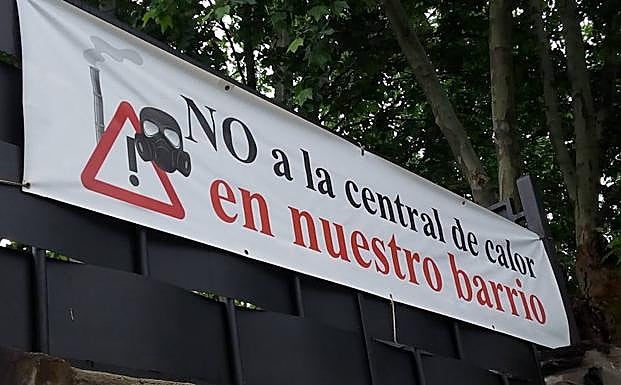 NO a la central de calor
en nuestro barrio